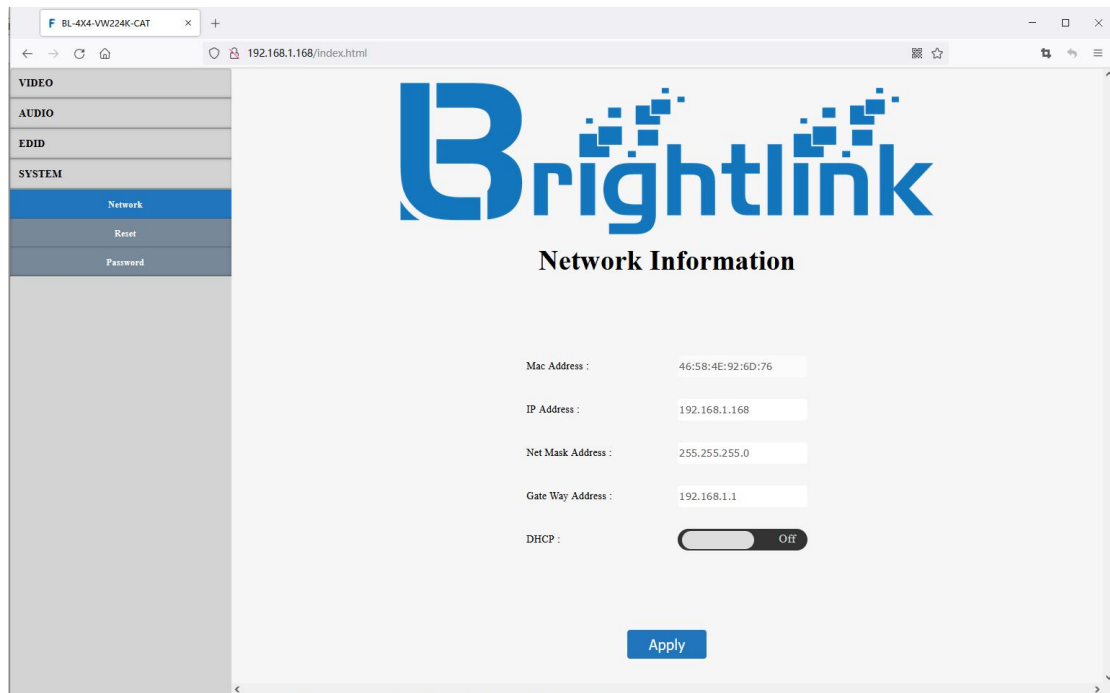 BL-4X4-VW224K-CAT
192.168.1.168/index.html
VIDEO
AUDIO
EDID
SYSTEM
Network
Reset
Password
Brightlink
Network Information
Mac Address : 46:58:4E:92:6D:76
IP Address : 192.168.1.168
Net Mask Address : 255.255.255.0
Gate Way Address : 192.168.1.1
DHCP : Off
Apply